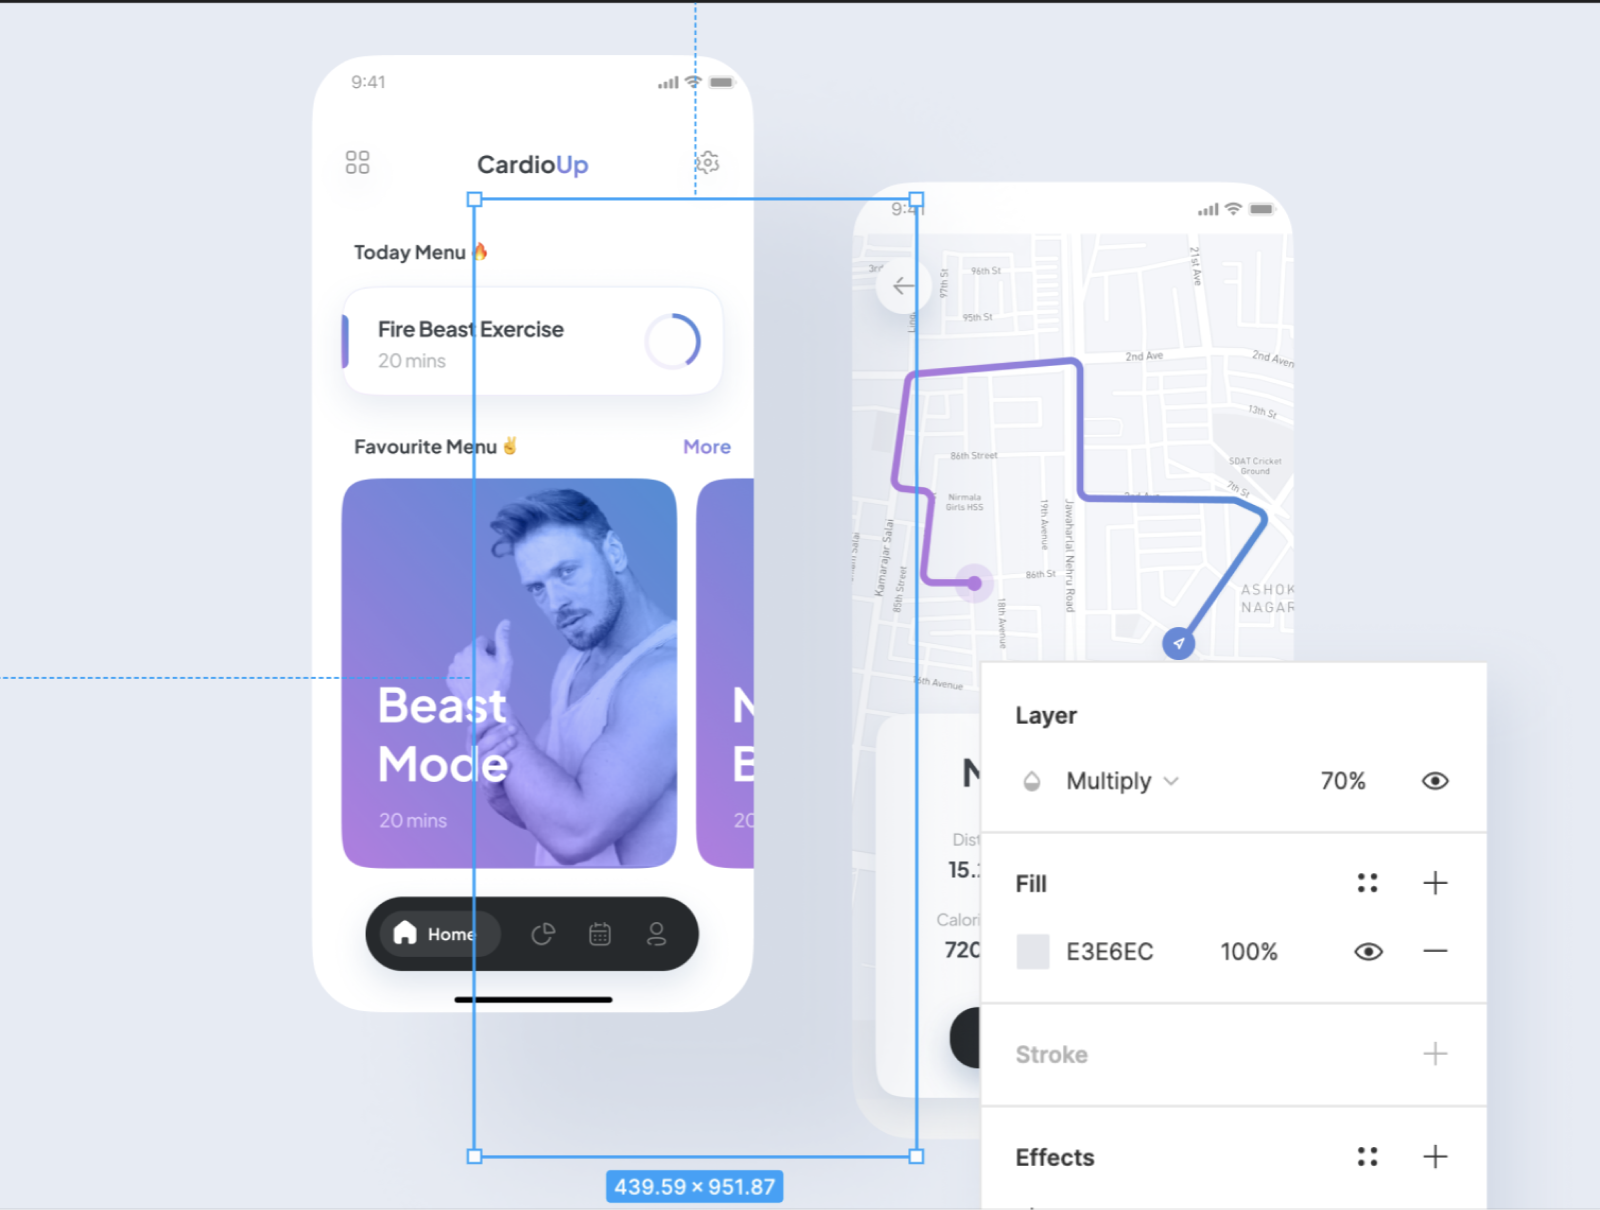 9:41
CardioUp
Today Menu 🔥
Fire Beast Exercise
20 mins
Favourite Menu ✌️
More
Beast
Mode
20 mins
N
B
20
Home
9:41
3rd
96th St
97th St
95th St
21st Ave
2nd Ave
2nd Aven
13th St
86th Street
SDAT Cricket
Ground
7th St
Nirmala
Girls HSS
19th Avenue
Jawaharlal Nehru Road
Kamarajar Salai
85th Street
86th St
18th Avenue
ASHOK
NAGAR
16th Avenue
Dist
15.
Calori
720
Layer
Multiply
70%
Fill
E3E6EC
100%
Stroke
Effects
439.59 × 951.87